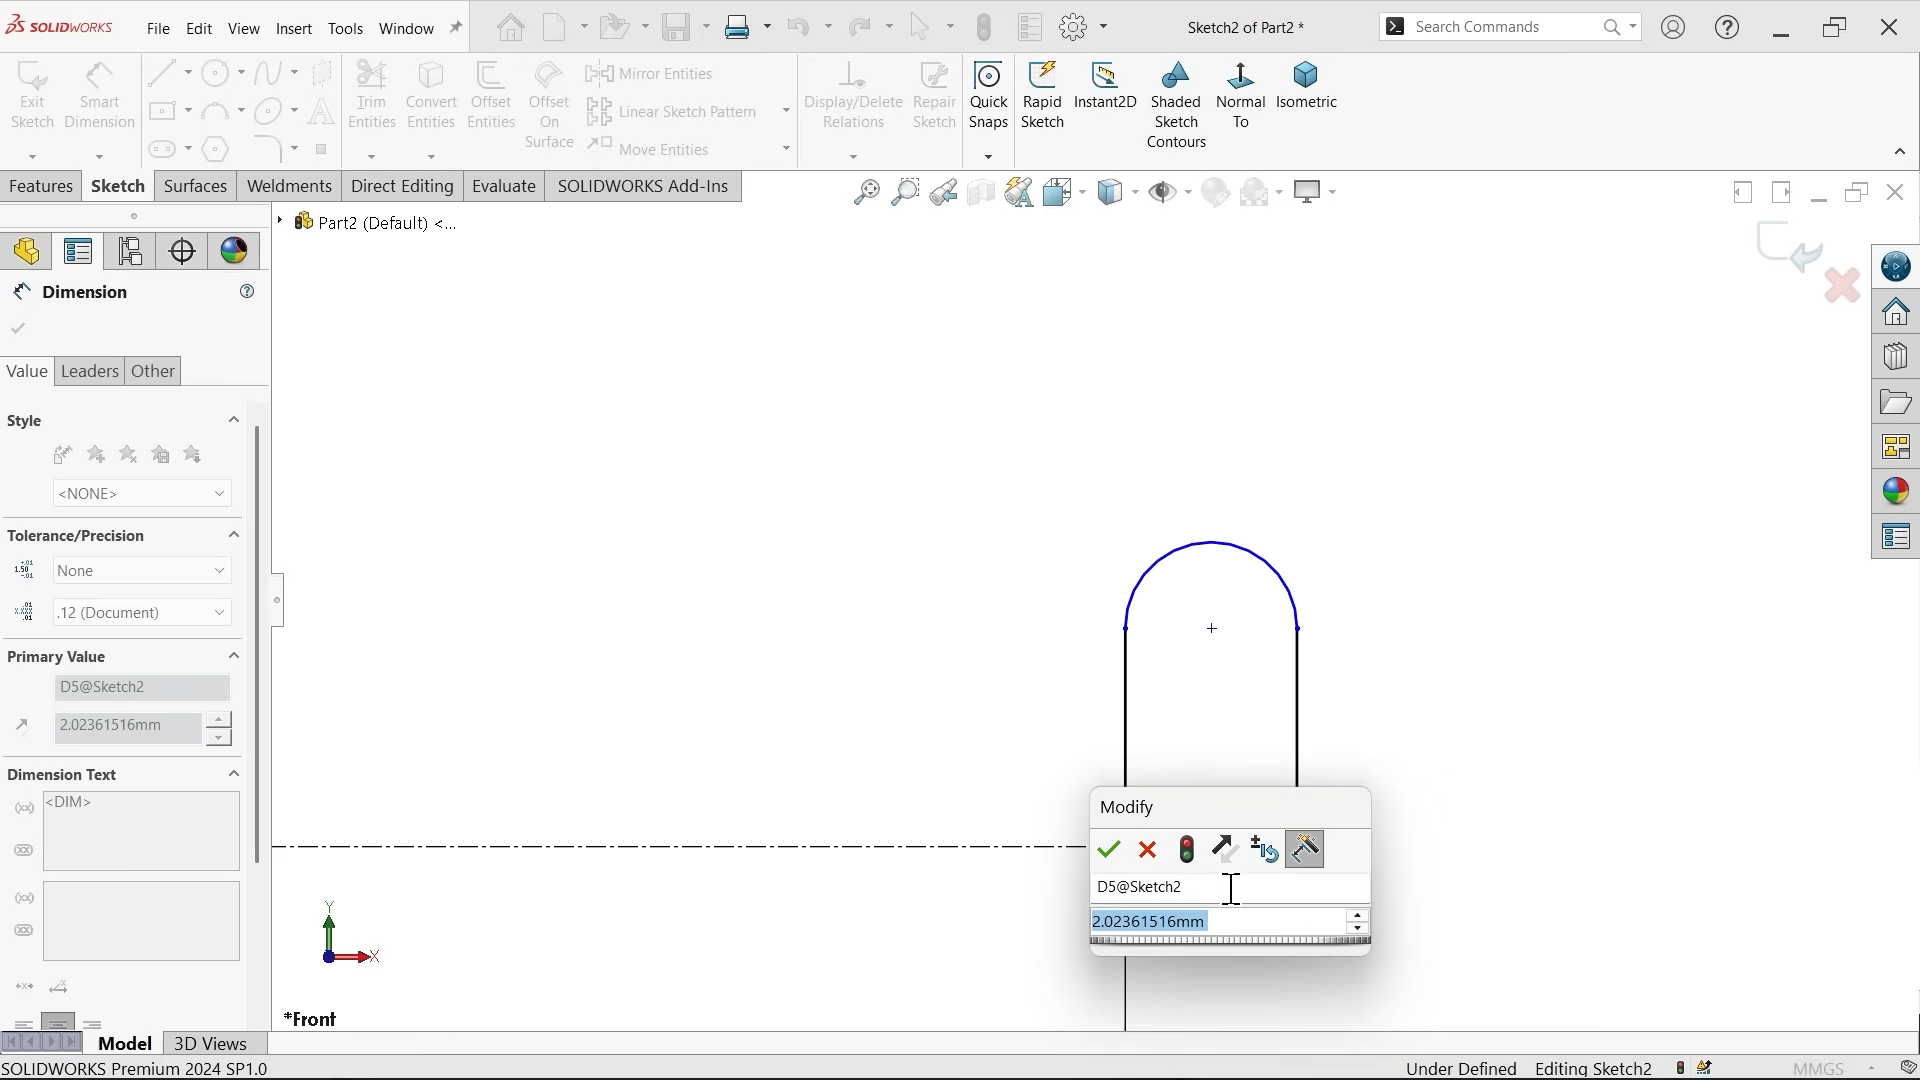 SOLIDWORKS File Edit View Insert Tools Window Sketch2 of Part2 * Search Commands
Exit Sketch
Smart Dimension
Trim Entities
Convert Entities
Offset Entities
Offset On Surface
Mirror Entities
Linear Sketch Pattern
Move Entities
Display/Delete Relations
Repair Sketch
Quick Snaps
Rapid Sketch
Instant2D
Shaded Sketch Contours
Normal To
Isometric
Features Sketch Surfaces Weldments Direct Editing Evaluate SOLIDWORKS Add-Ins
Part2 (Default) <...
Dimension
Value Leaders Other
Style
<NONE>
Tolerance/Precision
None
.12 (Document)
Primary Value
D5@Sketch2
2.02361516mm
Dimension Text
<DIM>
Modify
D5@Sketch2
2.02361516mm
Y
X
*Front
Model 3D Views
SOLIDWORKS Premium 2024 SP1.0 Under Defined Editing Sketch2 MMGS